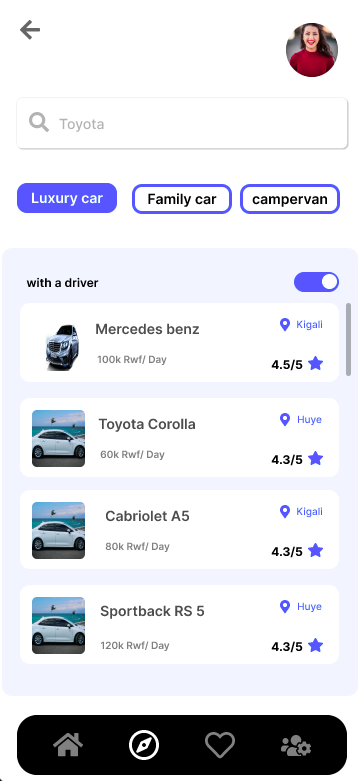 Toyota
Luxury car
Family car
campervan
with a driver
Mercedes benz
Kigali
100k Rwf/ Day
4.5/5
Toyota Corolla
Huye
60k Rwf/ Day
4.3/5
Cabriolet A5
Kigali
80k Rwf/ Day
4.3/5
Sportback RS 5
Huye
120k Rwf/ Day
4.3/5